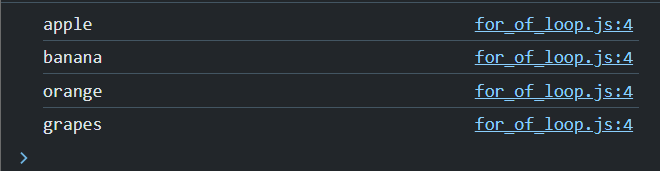 apple for_of_loop.js:4
banana for_of_loop.js:4
orange for_of_loop.js:4
grapes for_of_loop.js:4
>